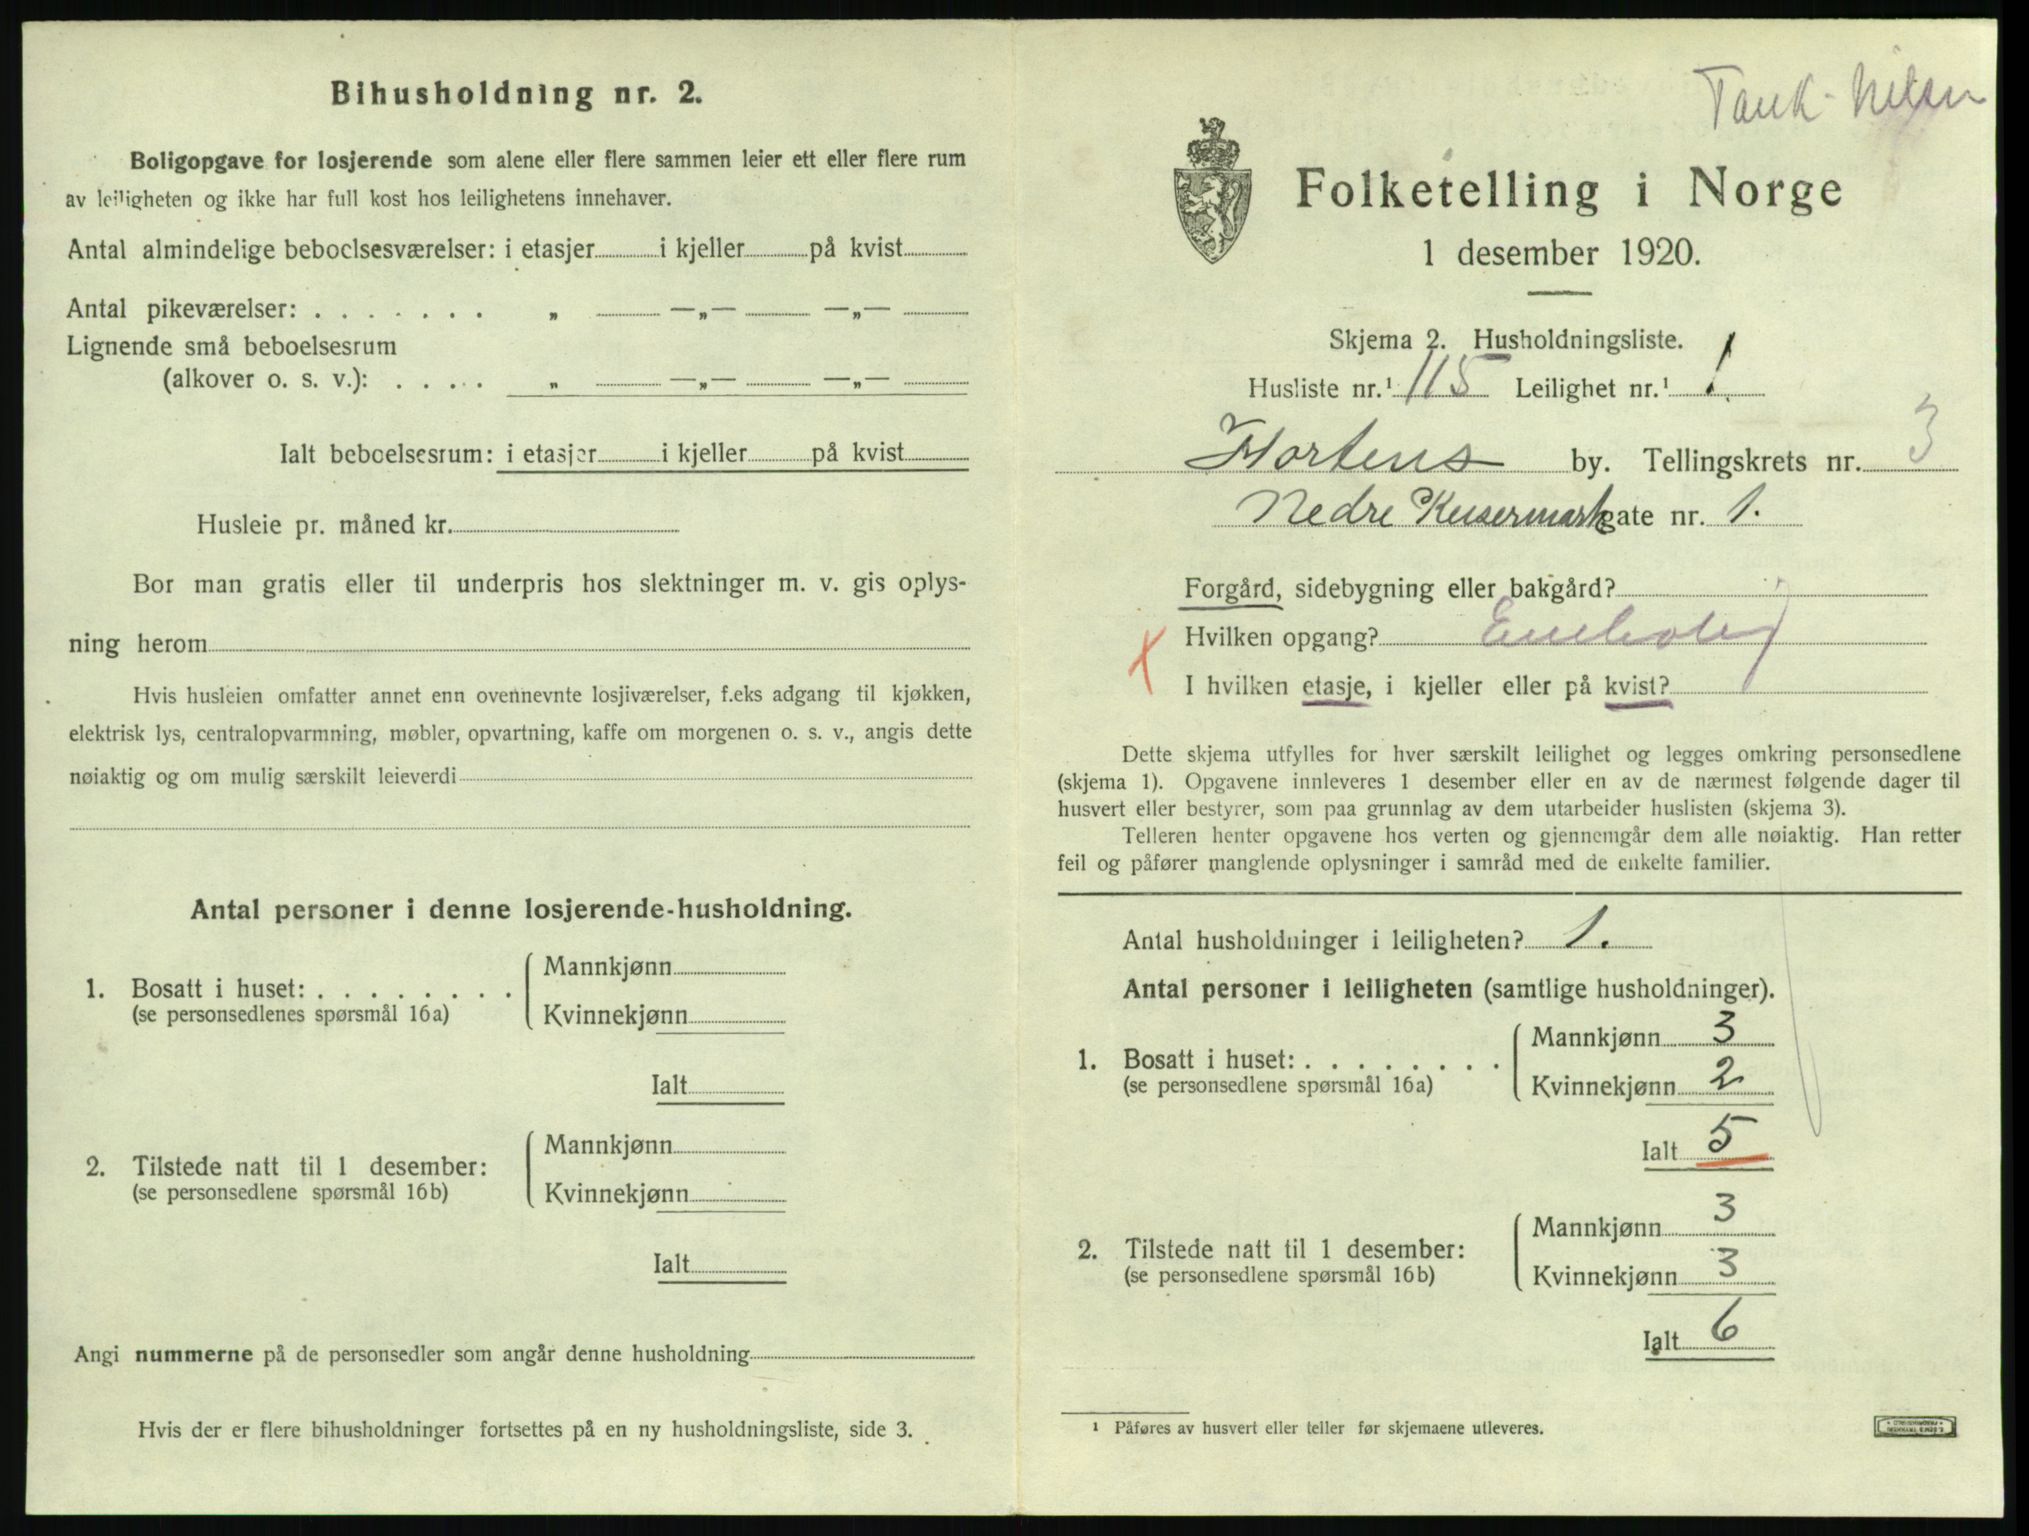 Bihusholdning nr. 2.
Boligopgave for losjerende som alene eller flere sammen leier ett eller flere rum
av leiligheten og ikke har full kost hos leilighetens innehaver.
Antal almindelige beboelsesværelser: i etasjer i kjeller på kvist
Antal pikeværelser: . . . . . . . „ —„— —„—
Lignende små beboelsesrum
(alkover o. s. v.): . . . . „ —„— —„—
Ialt beboelsesrum: i etasjer i kjeller på kvist
Husleie pr. måned kr.
Bor man gratis eller til underpris hos slektninger m. v. gis oplys-
ning herom
Hvis husleien omfatter annet enn ovennevnte losjiværelser, f.eks adgang til kjøkken,
elektrisk lys, centralopvarmning, møbler, opvartning, kaffe om morgenen o. s. v., angis dette
nøiaktig og om mulig særskilt leieverdi
Antal personer i denne losjerende-husholdning.
1. Bosatt i huset: . . . . . . . .
(se personsedlenes spørsmål 16a)
Mannkjønn
Kvinnekjønn
Ialt
2. Tilstede natt til 1 desember:
(se personsedlene spørsmål 16b)
Mannkjønn
Kvinnekjønn
Ialt
Angi nummerne på de personsedler som angår denne husholdning
Hvis der er flere bihusholdninger fortsettes på en ny husholdningsliste, side 3.
Tank-Nilsen
Folketelling i Norge
1 desember 1920.
Skjema 2. Husholdningsliste.
Husliste nr.¹ 115 Leilighet nr.¹ 1.
Hortens by. Tellingskrets nr. 3
Nedre Keisermark gate nr. 1.
Forgård, sidebygning eller bakgård?
Hvilken opgang? Enebolig
I hvilken etasje, i kjeller eller på kvist?
Dette skjema utfylles for hver særskilt leilighet og legges omkring personsedlene
(skjema 1). Opgavene innleveres 1 desember eller en av de nærmest følgende dager til
husvert eller bestyrer, som paa grunnlag av dem utarbeider huslisten (skjema 3).
Telleren henter opgavene hos verten og gjennemgår dem alle nøiaktig. Han retter
feil og påfører manglende oplysninger i samråd med de enkelte familier.
Antal husholdninger i leiligheten? 1.
Antal personer i leiligheten (samtlige husholdninger).
1. Bosatt i huset: . . . . . . . .
(se personsedlene spørsmål 16a)
Mannkjønn 3
Kvinnekjønn 2
Ialt 5
2. Tilstede natt til 1 desember:
(se personsedlene spørsmål 16b)
Mannkjønn 3
Kvinnekjønn 3
Ialt 6
¹ Påføres av husvert eller teller før skjemaene utleveres.